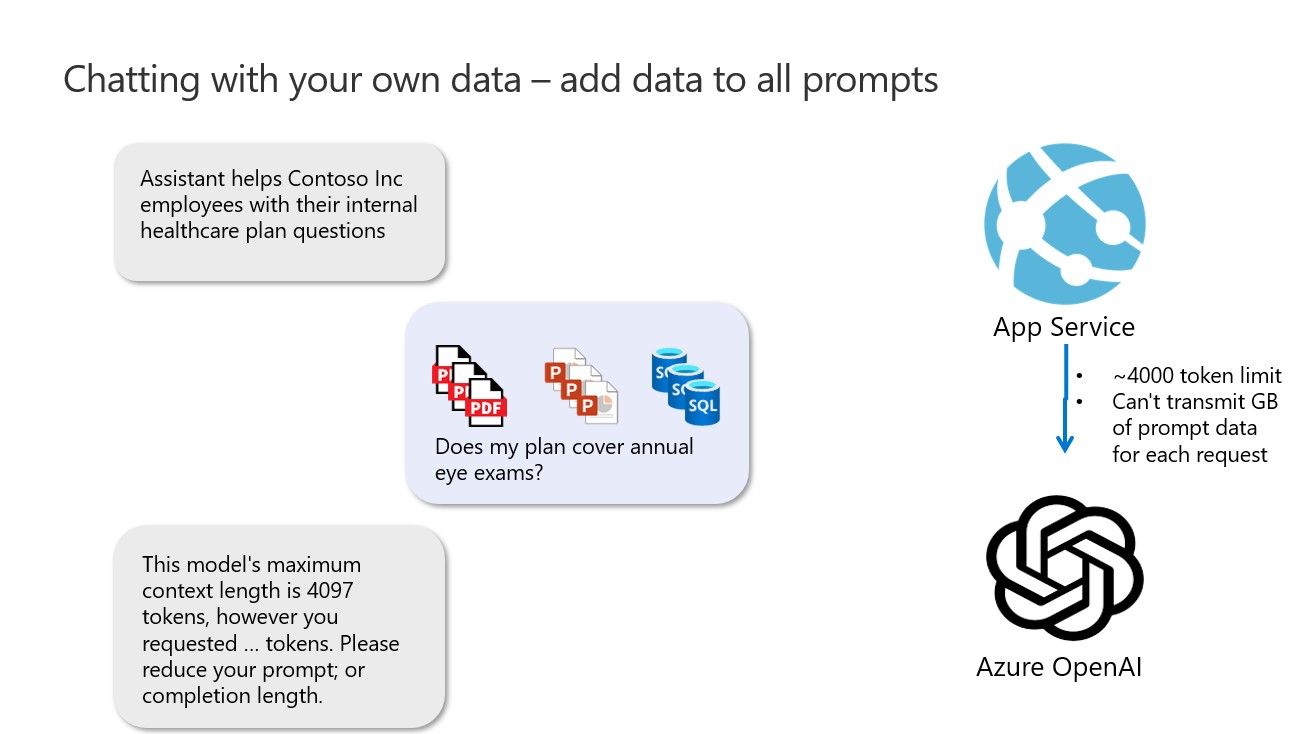 Chatting with your own data – add data to all prompts
Assistant helps Contoso Inc
employees with their internal
healthcare plan questions
App Service
PDF
P
P
P
SQL
Does my plan cover annual
eye exams?
• ~4000 token limit
• Can't transmit GB
of prompt data
for each request
This model's maximum
context length is 4097
tokens, however you
requested ... tokens. Please
reduce your prompt; or
completion length.
Azure OpenAI